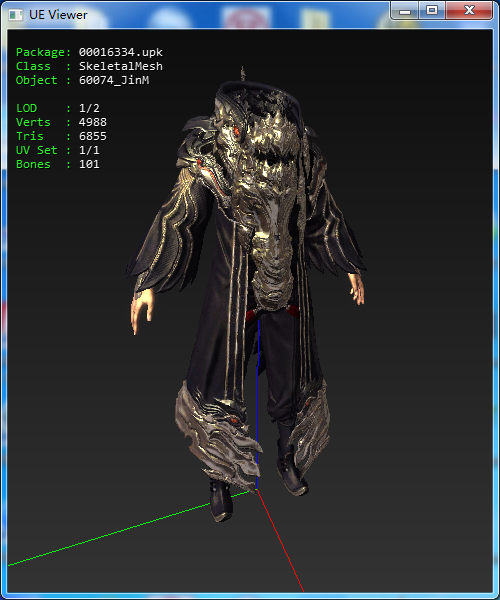 UE Viewer
Package: 00016334.upk
Class  : SkeletalMesh
Object : 60074_JinM
LOD    : 1/2
Verts  : 4988
Tris   : 6855
UV Set : 1/1
Bones  : 101